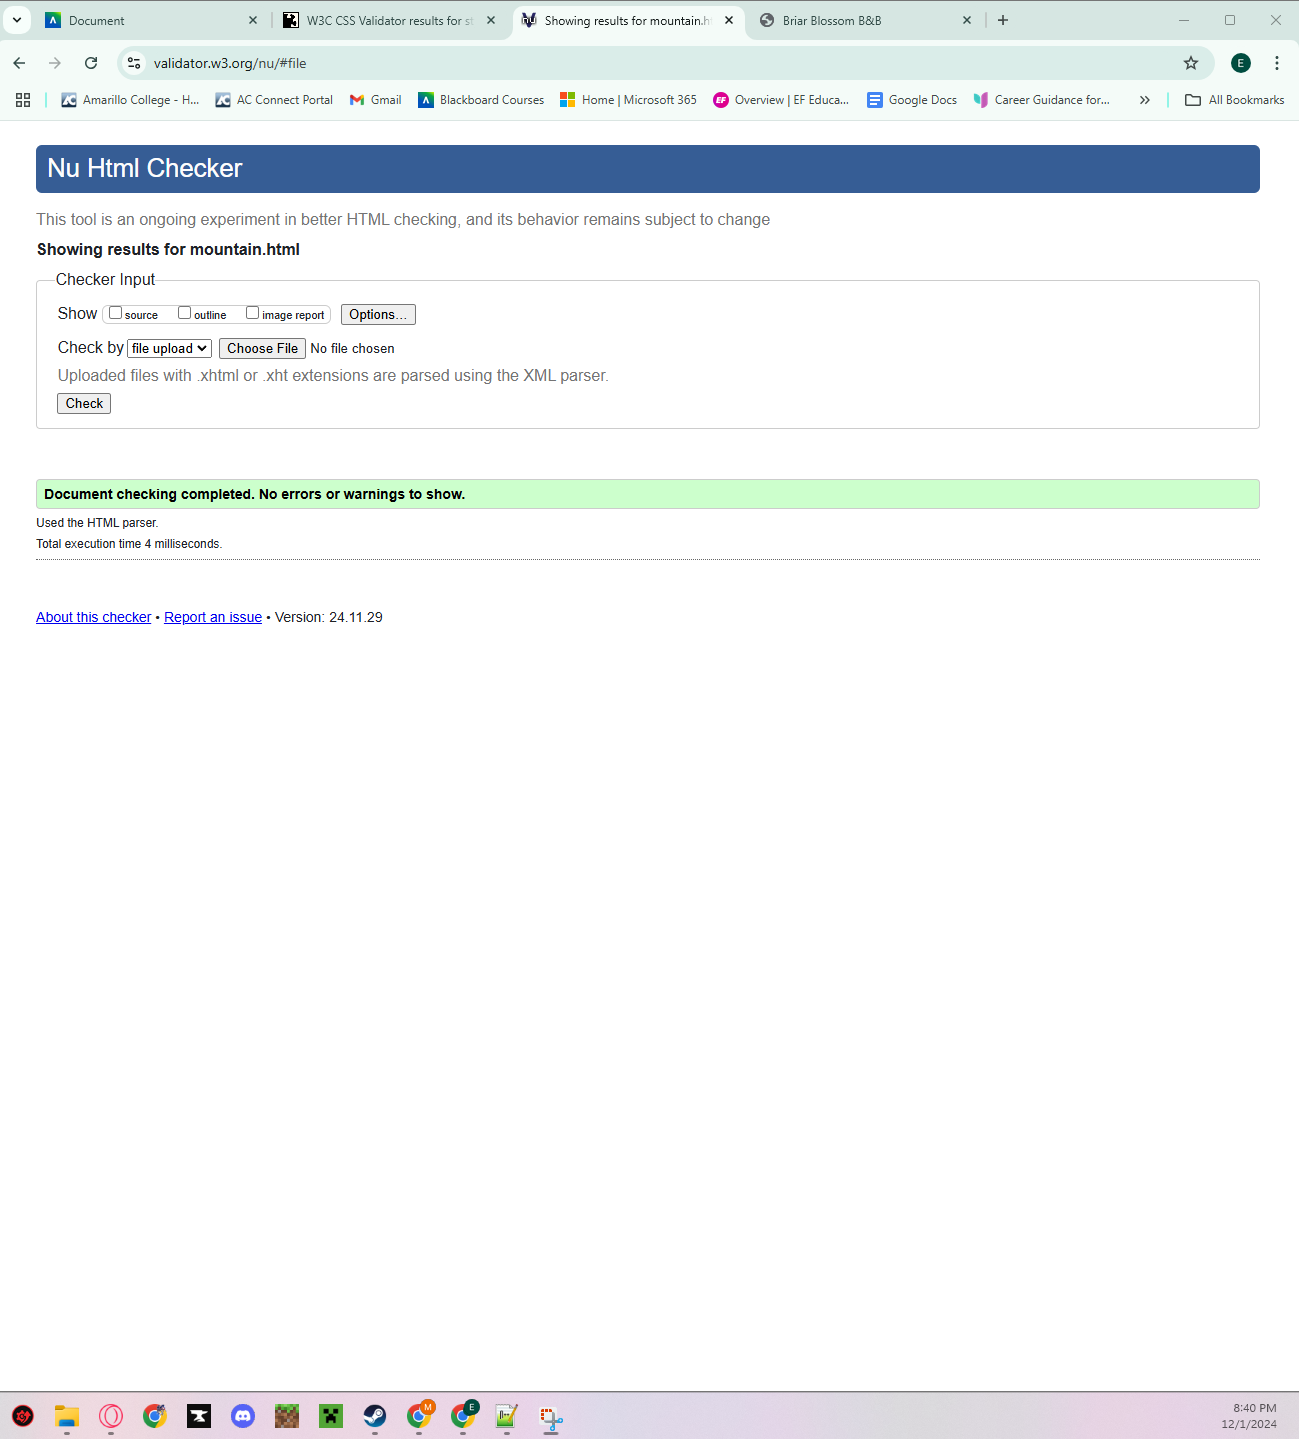 Document
W3C CSS Validator results for st
Showing results for mountain.h
Briar Blossom B&B
validator.w3.org/nu/#file
E
Amarillo College - H...
AC Connect Portal
Gmail
Blackboard Courses
Home | Microsoft 365
EF
Overview | EF Educa...
Google Docs
Career Guidance for...
All Bookmarks
Nu Html Checker
This tool is an ongoing experiment in better HTML checking, and its behavior remains subject to change
Showing results for mountain.html
Checker Input
Show source outline image report Options...
Check by file upload Choose File No file chosen
Uploaded files with .xhtml or .xht extensions are parsed using the XML parser.
Check
Document checking completed. No errors or warnings to show.
Used the HTML parser.
Total execution time 4 milliseconds.
About this checker • Report an issue • Version: 24.11.29
M
E
8:40 PM
12/1/2024